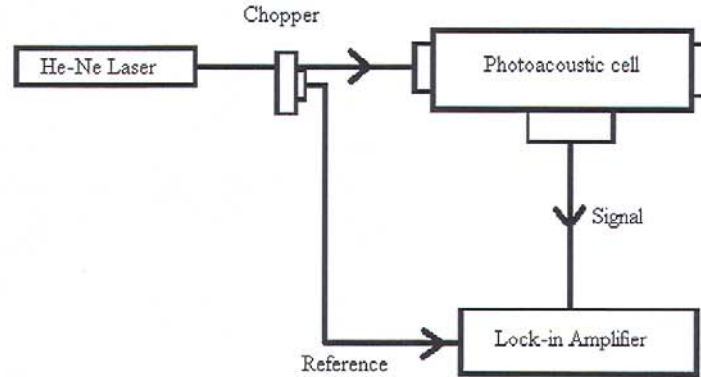 Chopper
He-Ne Laser
Photoacoustic cell
Signal
Lock-in Amplifier
Reference